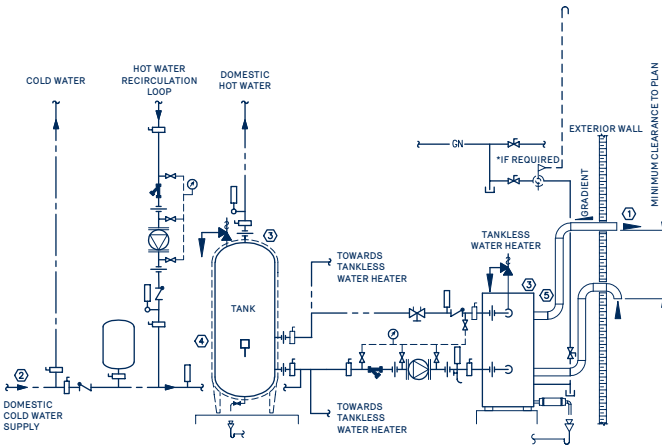 COLD WATER
HOT WATER
RECIRCULATION
LOOP
DOMESTIC
HOT WATER
GN
*IF REQUIRED
EXTERIOR WALL
GRADIENT
MINIMUM CLEARANCE TO PLAN
1
TANKLESS
WATER HEATER
3
TOWARDS
TANKLESS
WATER HEATER
3
5
TANK
4
2
DOMESTIC
COLD WATER
SUPPLY
TOWARDS
TANKLESS
WATER HEATER